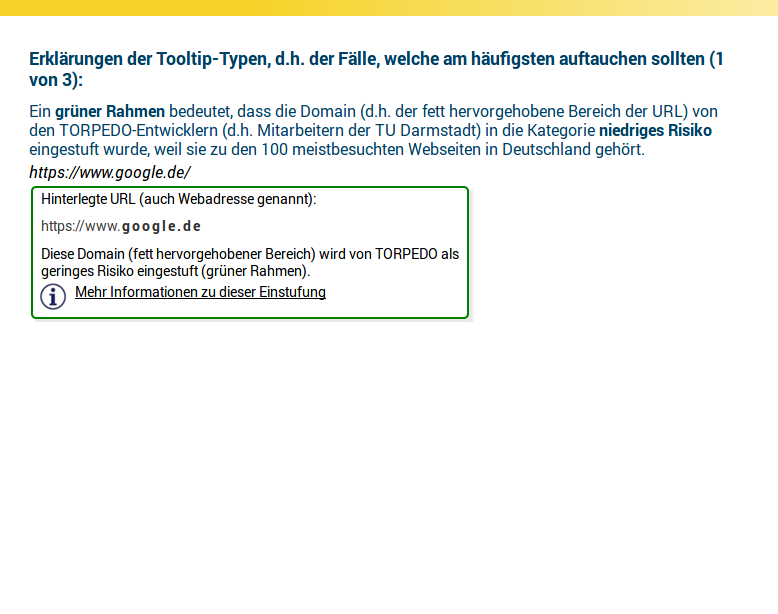 Erklärungen der Tooltip-Typen, d.h. der Fälle, welche am häufigsten auftauchen sollten (1
von 3):
Ein grüner Rahmen bedeutet, dass die Domain (d.h. der fett hervorgehobene Bereich der URL) von
den TORPEDO-Entwicklern (d.h. Mitarbeitern der TU Darmstadt) in die Kategorie niedriges Risiko
eingestuft wurde, weil sie zu den 100 meistbesuchten Webseiten in Deutschland gehört.
https://www.google.de/
Hinterlegte URL (auch Webadresse genannt):
https://www.google.de
Diese Domain (fett hervorgehobener Bereich) wird von TORPEDO als
geringes Risiko eingestuft (grüner Rahmen).
Mehr Informationen zu dieser Einstufung